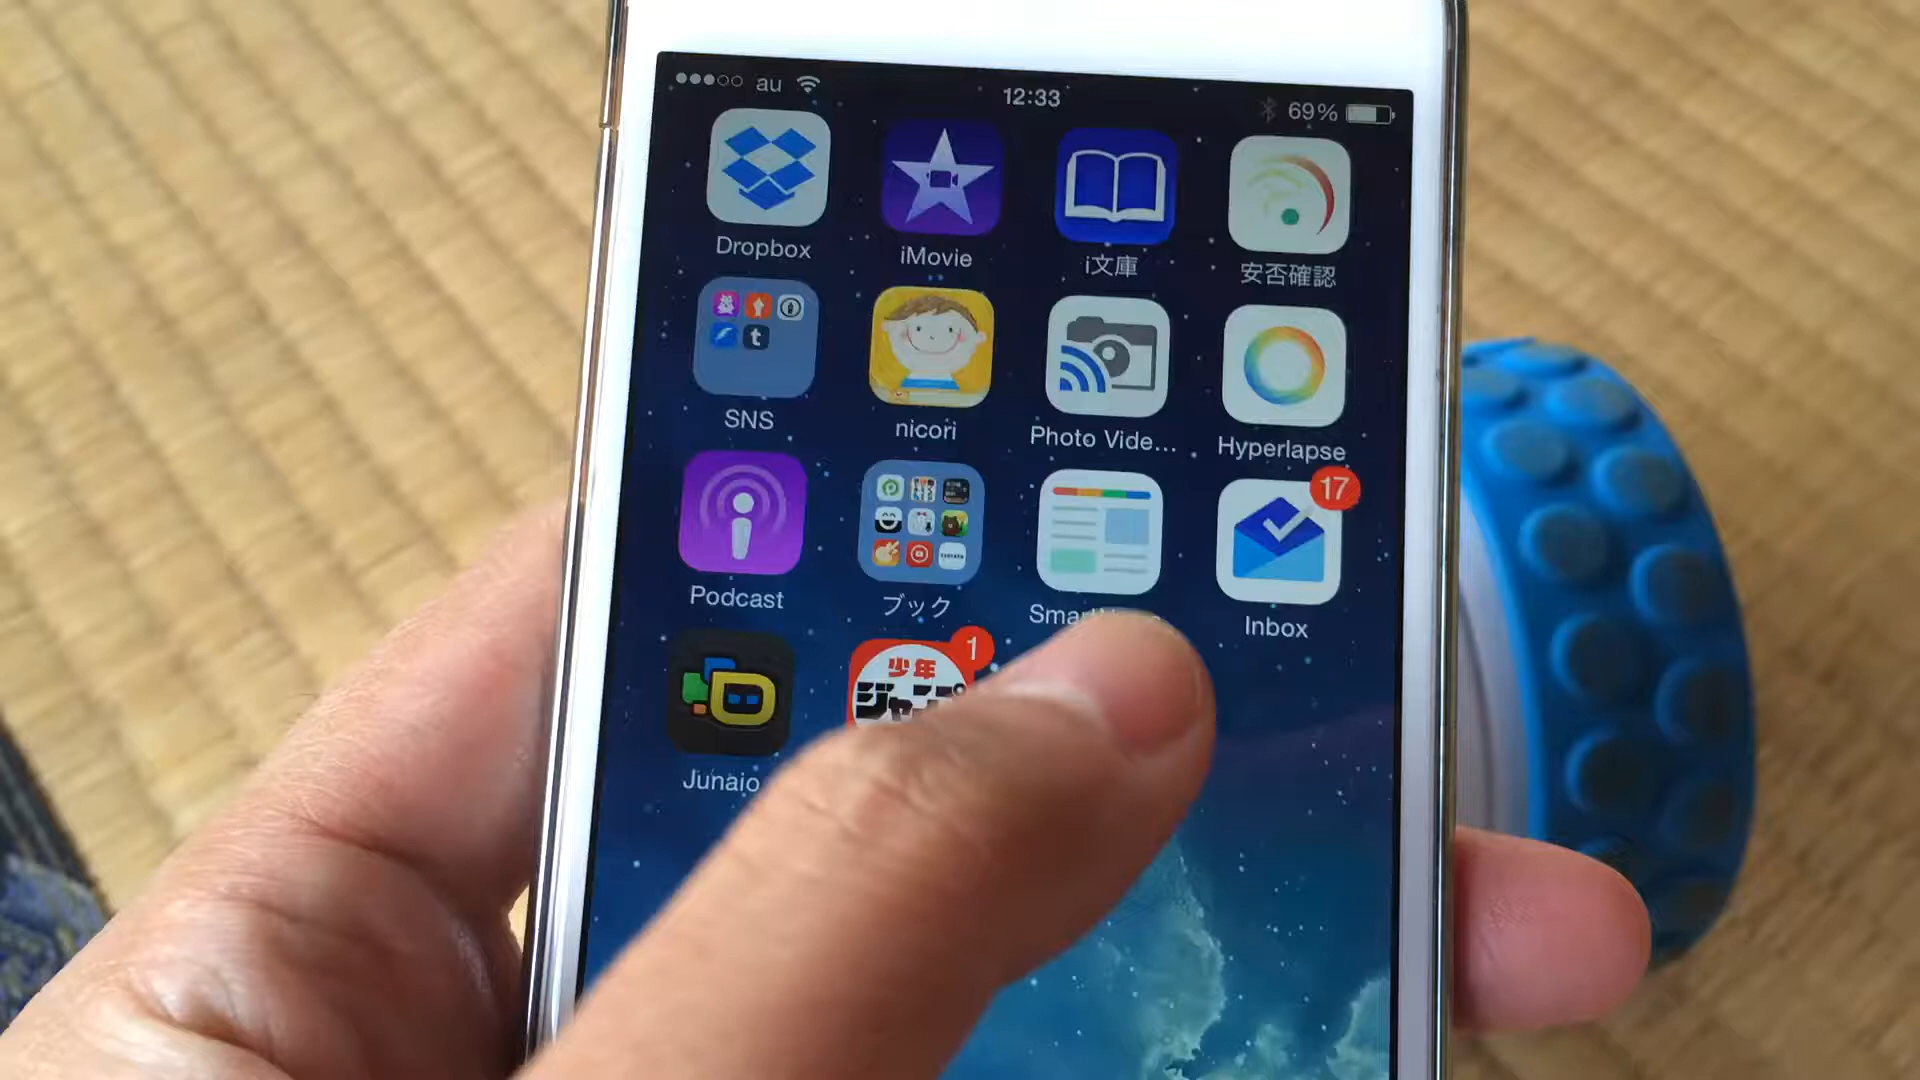 au
12:33
69%
Dropbox
iMovie
i文庫
安否確認
SNS
nicori
Photo Vide...
Hyperlapse
17
Podcast
ブック
Inbox
1
少年
Junaio